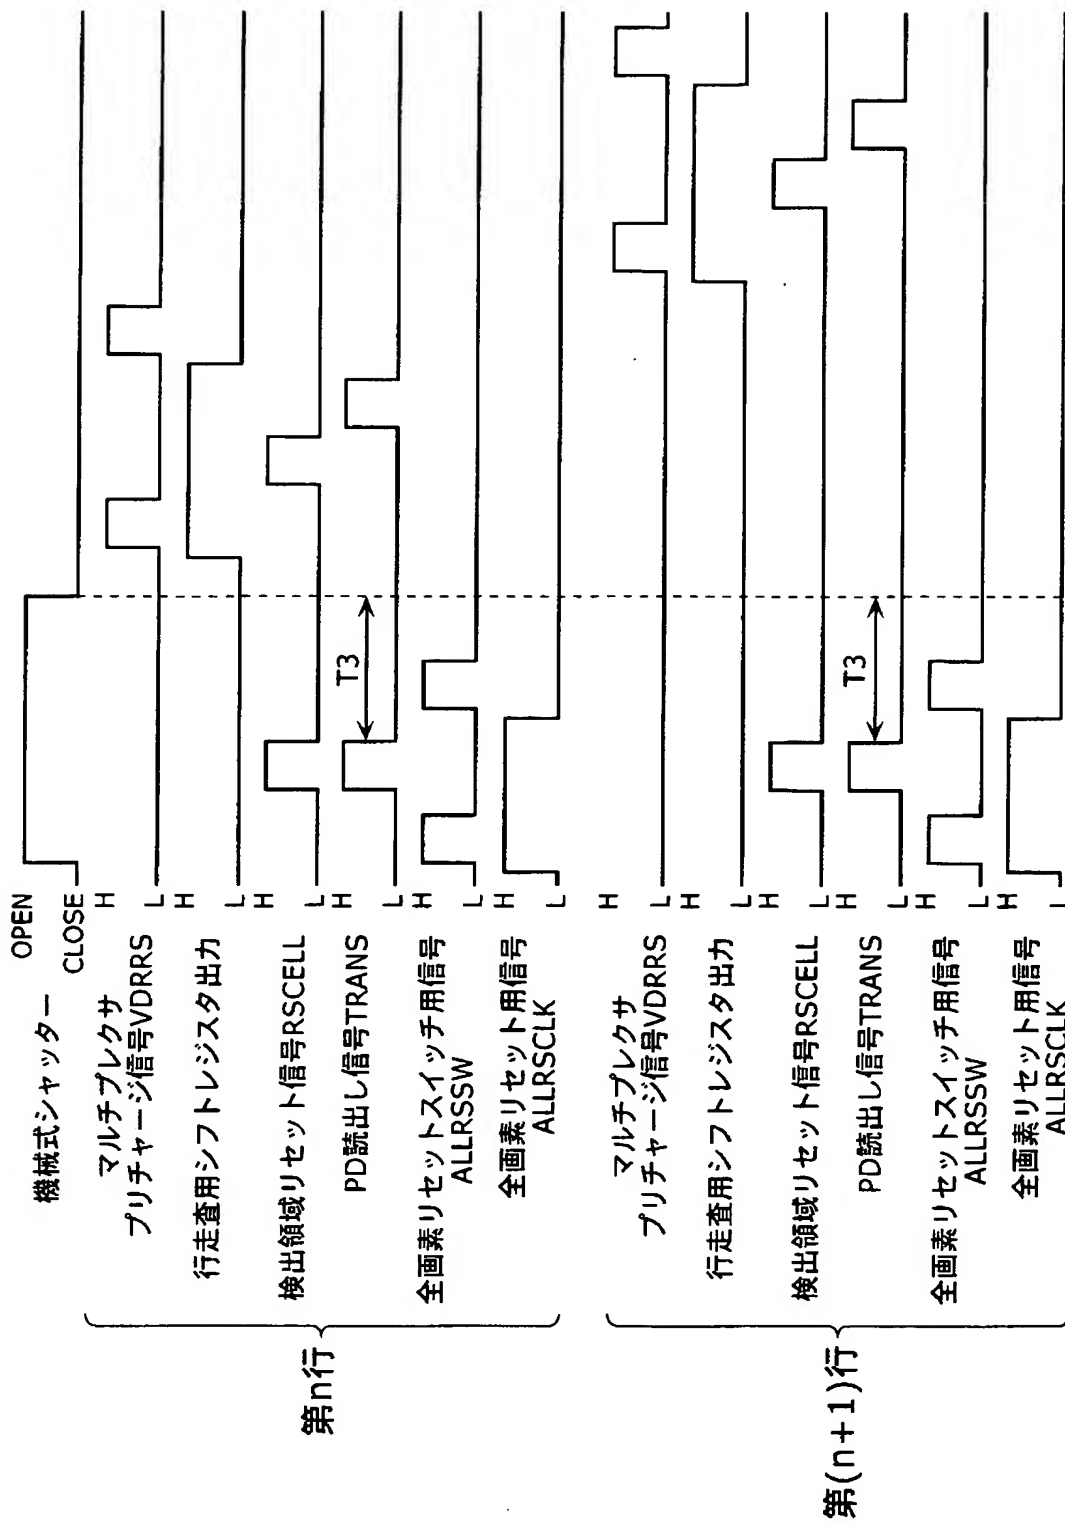 機械式シャッター
OPEN
CLOSE
第n行
マルチプレクサ
プリチャージ信号VDRRS
H
L
行走査用シフトレジスタ出力
H
L
検出領域リセット信号RSCELL
H
L
PD読出し信号TRANS
H
L
T3
全画素リセットスイッチ用信号
ALLRSSW
H
L
全画素リセット用信号
ALLRSCLK
H
L
第(n+1)行
マルチプレクサ
プリチャージ信号VDRRS
H
L
行走査用シフトレジスタ出力
H
L
検出領域リセット信号RSCELL
H
L
PD読出し信号TRANS
H
L
T3
全画素リセットスイッチ用信号
ALLRSSW
H
L
全画素リセット用信号
ALLRSCLK
H
L